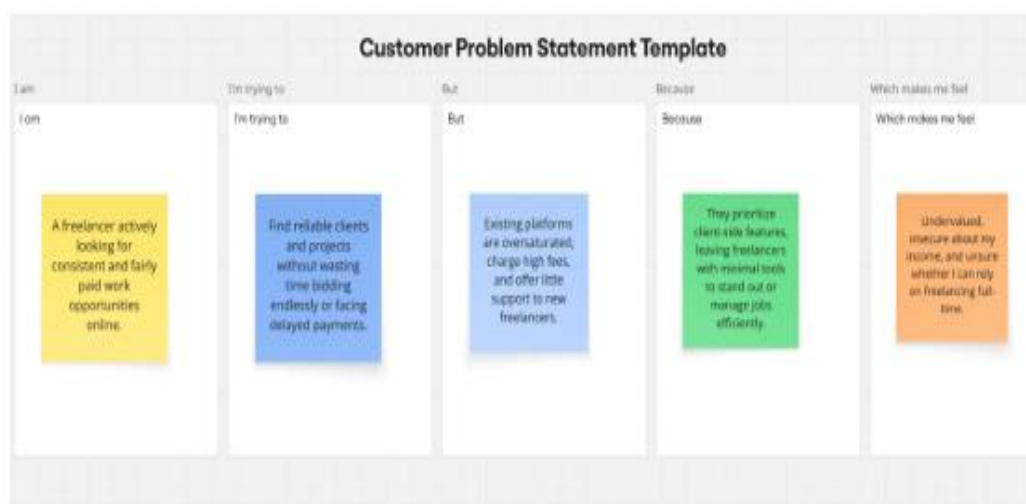 Customer Problem Statement Template
I am
I'm trying to
But
Because
Which makes me feel
I am
I'm trying to
But
Because
Which makes me feel
A freelancer actively
looking for
consistent and fairly
paid work
opportunities
online.
Find reliable clients
and projects
without wasting
time bidding
endlessly or facing
delayed payments.
Existing platforms
are oversaturated,
charge high fees,
and offer little
support to new
freelancers.
They prioritize
client-side features,
leaving freelancers
with minimal tools
to stand out or
manage jobs
efficiently.
Undervalued,
insecure about my
income, and unsure
whether I can rely
on freelancing full-
time.